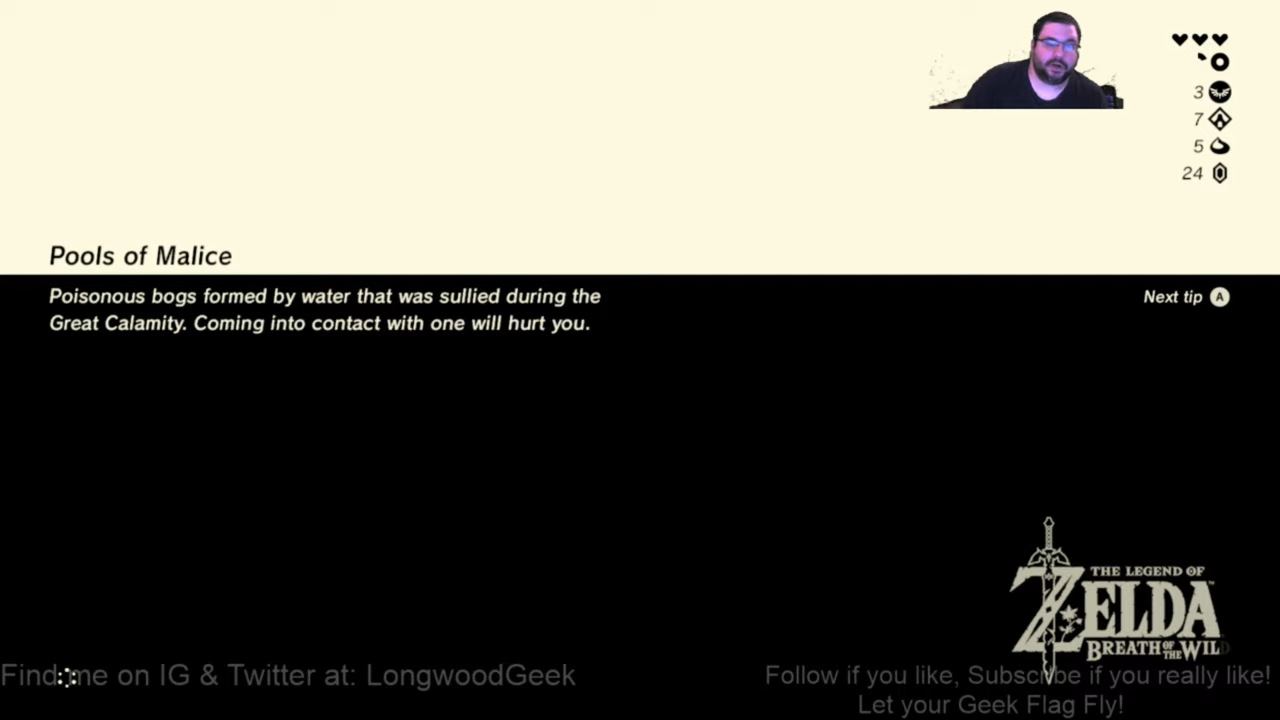 3
7
5
24
Pools of Malice
Poisonous bogs formed by water that was sullied during the
Great Calamity. Coming into contact with one will hurt you.
Next tip A
THE LEGEND OF
ZELDA
BREATH OF THE WILD
Find me on IG & Twitter at: LongwoodGeek
Follow if you like, Subscribe if you really like!
Let your Geek Flag Fly!